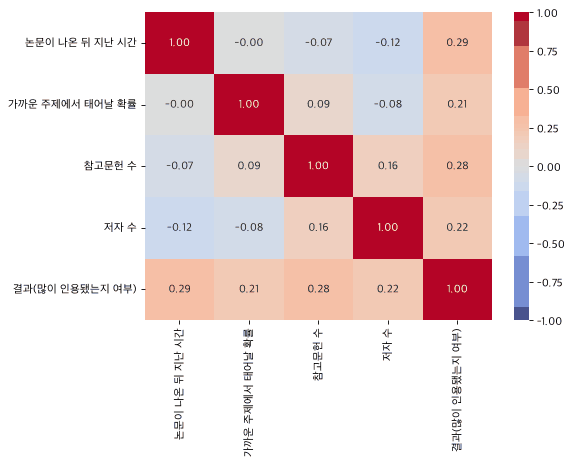 논문이 나온 뒤 지난 시간 1.00 -0.00 -0.07 -0.12 0.29
가까운 주제에서 태어날 확률 -0.00 1.00 0.09 -0.08 0.21
참고문헌 수 -0.07 0.09 1.00 0.16 0.28
저자 수 -0.12 -0.08 0.16 1.00 0.22
결과(많이 인용됐는지 여부) 0.29 0.21 0.28 0.22 1.00
논문이 나온 뒤 지난 시간
가까운 주제에서 태어날 확률
참고문헌 수
저자 수
결과(많이 인용됐는지 여부)
1.00
0.75
0.50
0.25
0.00
-0.25
-0.50
-0.75
-1.00